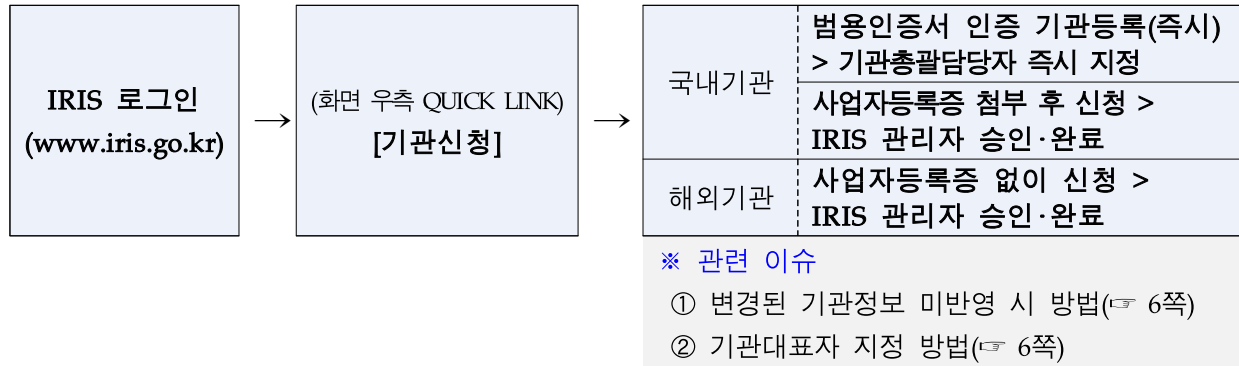 IRIS 로그인
(www.iris.go.kr)
→
(화면 우측 QUICK LINK)
[기관신청]
→
국내기관
범용인증서 인증 기관등록(즉시)
> 기관총괄담당자 즉시 지정
사업자등록증 첨부 후 신청 >
IRIS 관리자 승인·완료
해외기관
사업자등록증 없이 신청 >
IRIS 관리자 승인·완료
※ 관련 이슈
① 변경된 기관정보 미반영 시 방법(☞ 6쪽)
② 기관대표자 지정 방법(☞ 6쪽)